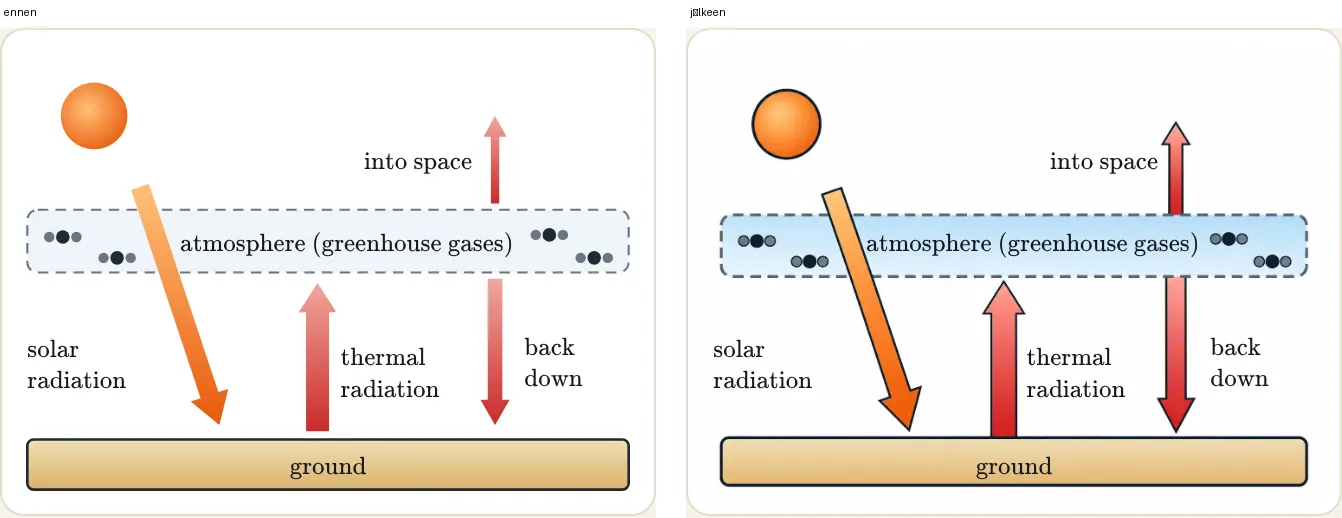 ennen
into space
atmosphere (greenhouse gases)
solar
radiation
thermal
radiation
back
down
ground
into space
atmosphere (greenhouse gases)
solar
radiation
thermal
radiation
back
down
ground